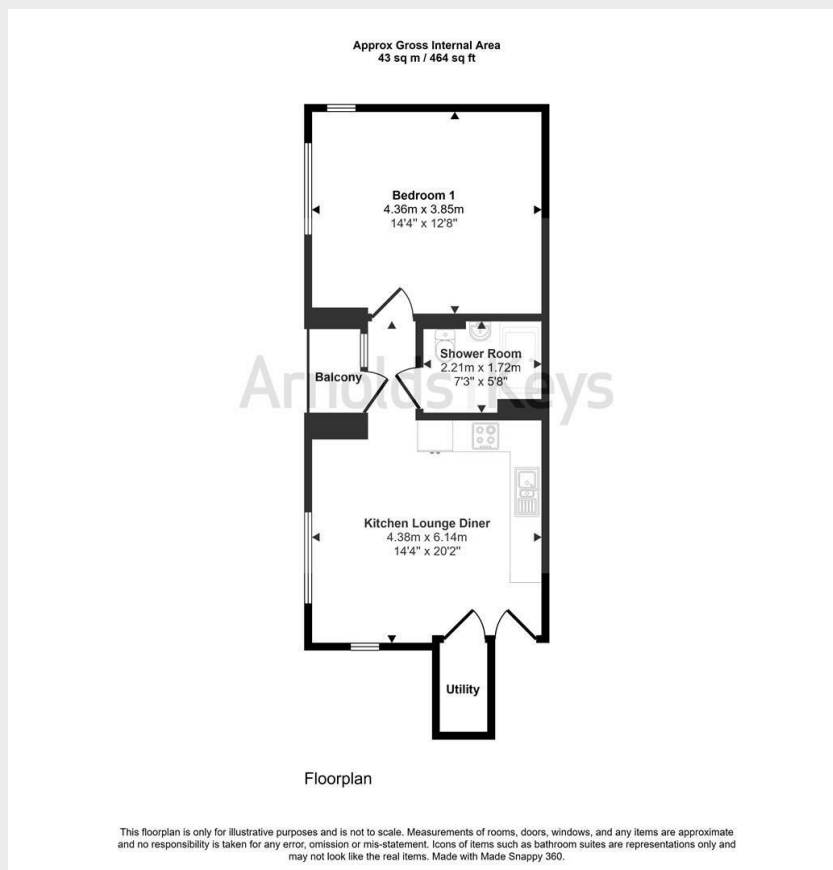 Approx Gross Internal Area
43 sq m / 464 sq ft
Bedroom 1
4.36m x 3.85m
14'4" x 12'8"
Shower Room
2.21m x 1.72m
7'3" x 5'8"
Balcony
Arnolds Keys
Kitchen Lounge Diner
4.38m x 6.14m
14'4" x 20'2"
Utility
Floorplan
This floorplan is only for illustrative purposes and is not to scale. Measurements of rooms, doors, windows, and any items are approximate
and no responsibility is taken for any error, omission or mis-statement. Icons of items such as bathroom suites are representations only and
may not look like the real items. Made with Made Snappy 360.